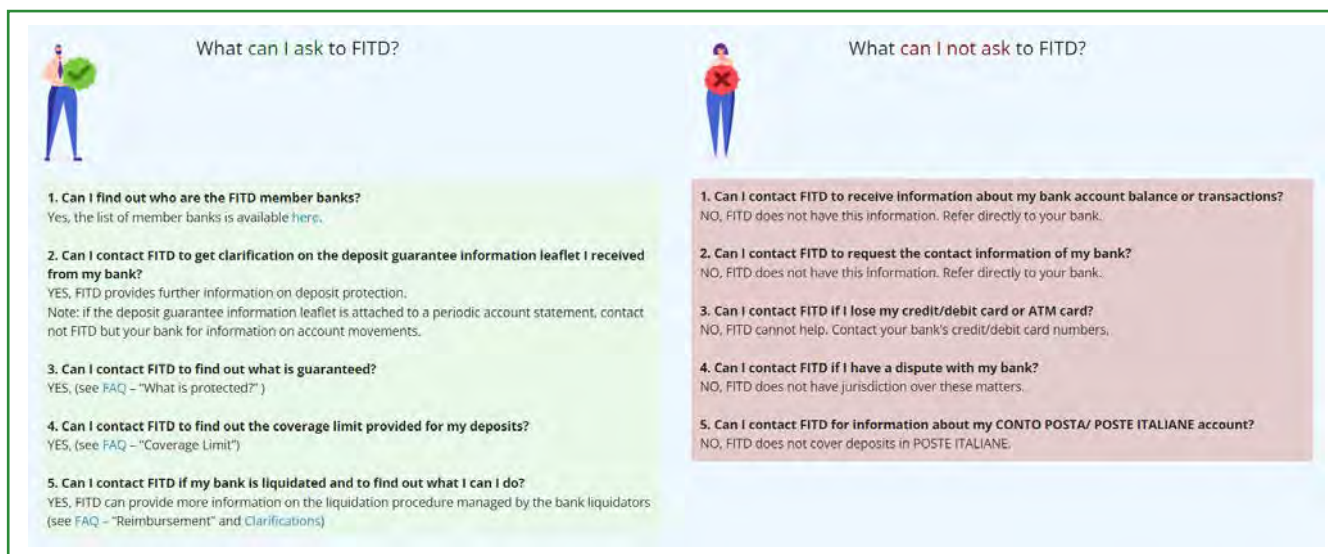 What can I ask to FITD?
1. Can I find out who are the FITD member banks?
Yes, the list of member banks is available here.
2. Can I contact FITD to get clarification on the deposit guarantee information leaflet I received
from my bank?
YES, FITD provides further information on deposit protection.
Note: if the deposit guarantee information leaflet is attached to a periodic account statement, contact
not FITD but your bank for information on account movements.
3. Can I contact FITD to find out what is guaranteed?
YES, (see FAQ – "What is protected?" )
4. Can I contact FITD to find out the coverage limit provided for my deposits?
YES, (see FAQ – "Coverage Limit")
5. Can I contact FITD if my bank is liquidated and to find out what I can I do?
YES, FITD can provide more information on the liquidation procedure managed by the bank liquidators
(see FAQ – "Reimbursement" and Clarifications)
What can I not ask to FITD?
1. Can I contact FITD to receive information about my bank account balance or transactions?
NO, FITD does not have this information. Refer directly to your bank.
2. Can I contact FITD to request the contact information of my bank?
NO, FITD does not have this information. Refer directly to your bank.
3. Can I contact FITD if I lose my credit/debit card or ATM card?
NO, FITD cannot help. Contact your bank's credit/debit card numbers.
4. Can I contact FITD if I have a dispute with my bank?
NO, FITD does not have jurisdiction over these matters.
5. Can I contact FITD for information about my CONTO POSTA/ POSTE ITALIANE account?
NO, FITD does not cover deposits in POSTE ITALIANE.